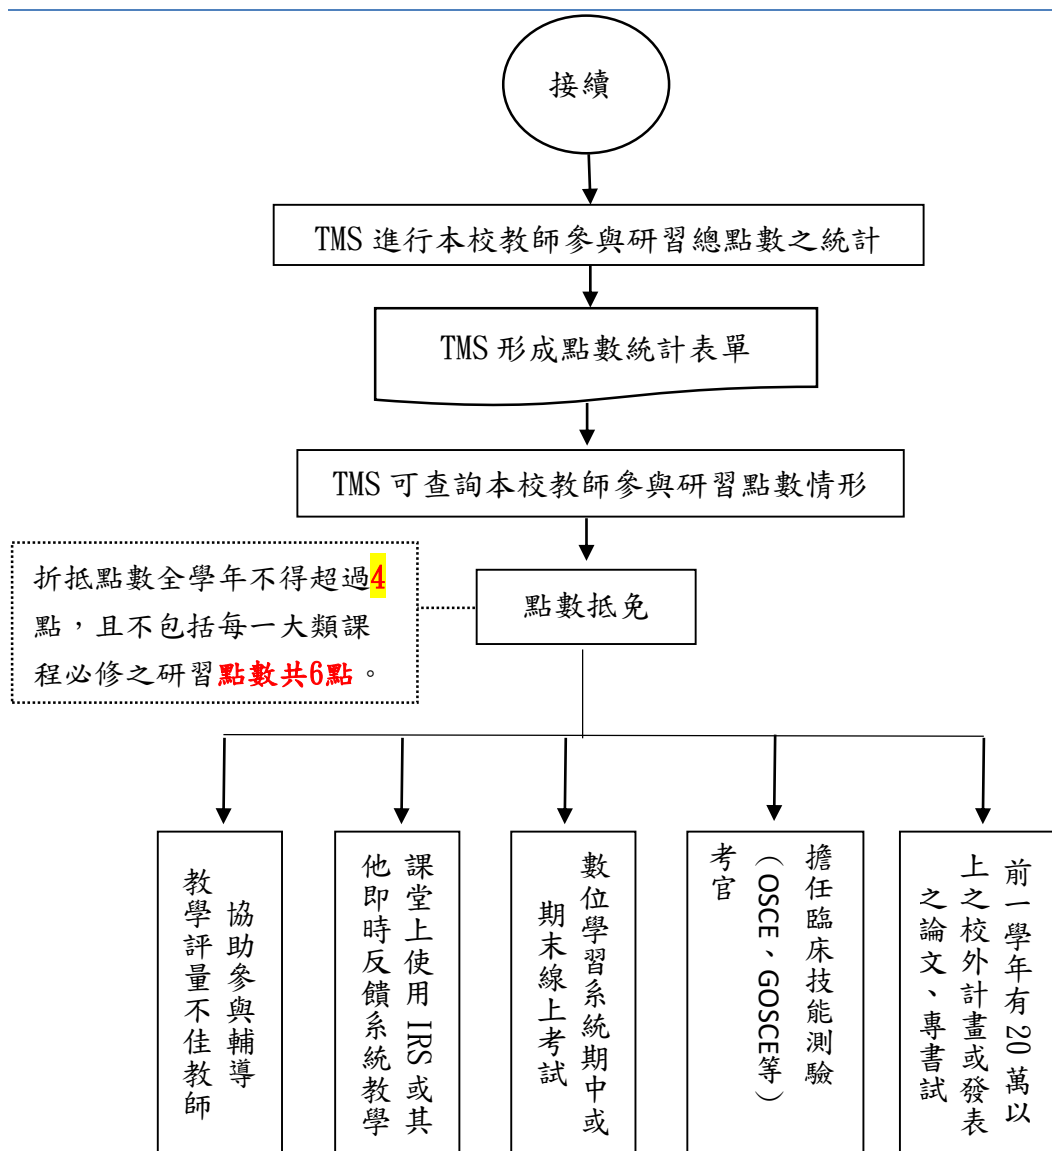 接續
TMS 進行本校教師參與研習總點數之統計
TMS 形成點數統計表單
TMS 可查詢本校教師參與研習點數情形
折抵點數全學年不得超過4
點，且不包括每一大類課
程必修之研習點數共6點。
點數抵免
協助參與輔導
教學評量不佳教師
課堂上使用 IRS 或其
他即時反饋系統教學
數位學習系統期中或
期末線上考試
擔任臨床技能測驗
（OSCE、GOSCE等）
考官
前一學年有 20 萬以
上之校外計畫或發表
之論文、專書試